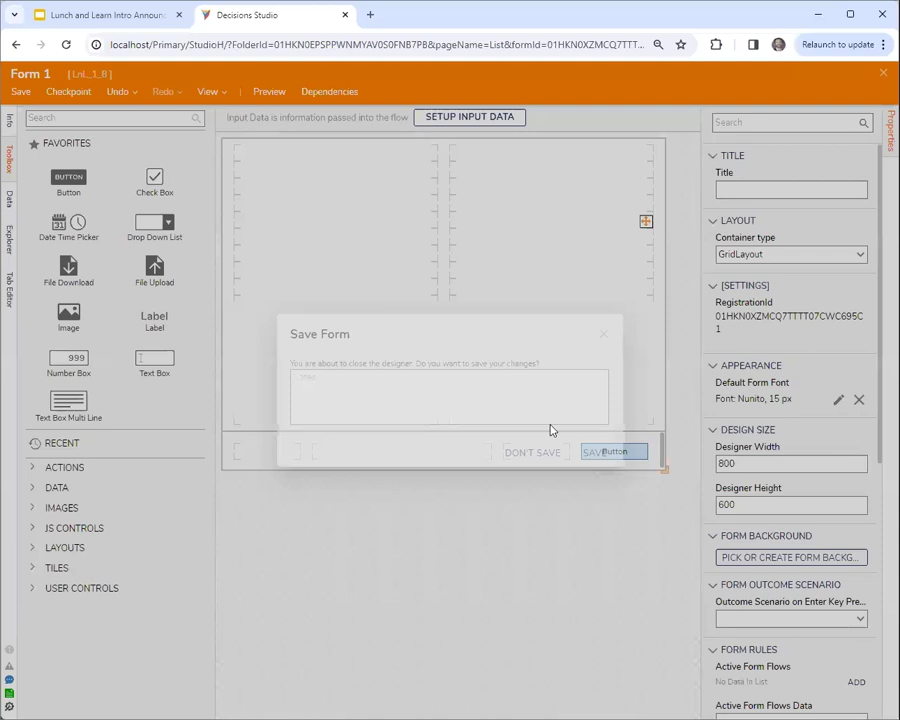 Lunch and Learn Intro Announ
Decisions Studio
localhost/Primary/StudioH/?FolderId=01HKN0EPSPPWNMYAV0S0FNB7PB&pageName=List&formId=01HKN0XZMCQ7TTT...
Relaunch to update
Form 1
[ LnL_1_B ]
Save
Checkpoint
Undo
Redo
View
Preview
Dependencies
Info
Toolbox
Data
Explorer
Tab Editor
Search
FAVORITES
BUTTON
Button
Check Box
Date Time Picker
Drop Down List
File Download
File Upload
Image
Label
Label
999
Number Box
Text Box
Text Box Multi Line
RECENT
ACTIONS
DATA
IMAGES
JS CONTROLS
LAYOUTS
TILES
USER CONTROLS
Input Data is information passed into the flow
SETUP INPUT DATA
Save Form
You are about to close the designer. Do you want to save your changes?
DON'T SAVE
SAVE
Button
Properties
Search
TITLE
Title
LAYOUT
Container type
GridLayout
[SETTINGS]
RegistrationId
01HKN0XZMCQ7TTTT07CWC695C
1
APPEARANCE
Default Form Font
Font: Nunito, 15 px
DESIGN SIZE
Designer Width
800
Designer Height
600
FORM BACKGROUND
PICK OR CREATE FORM BACKG...
FORM OUTCOME SCENARIO
Outcome Scenario on Enter Key Pre...
FORM RULES
Active Form Flows
No Data In List
ADD
Active Form Flows Data